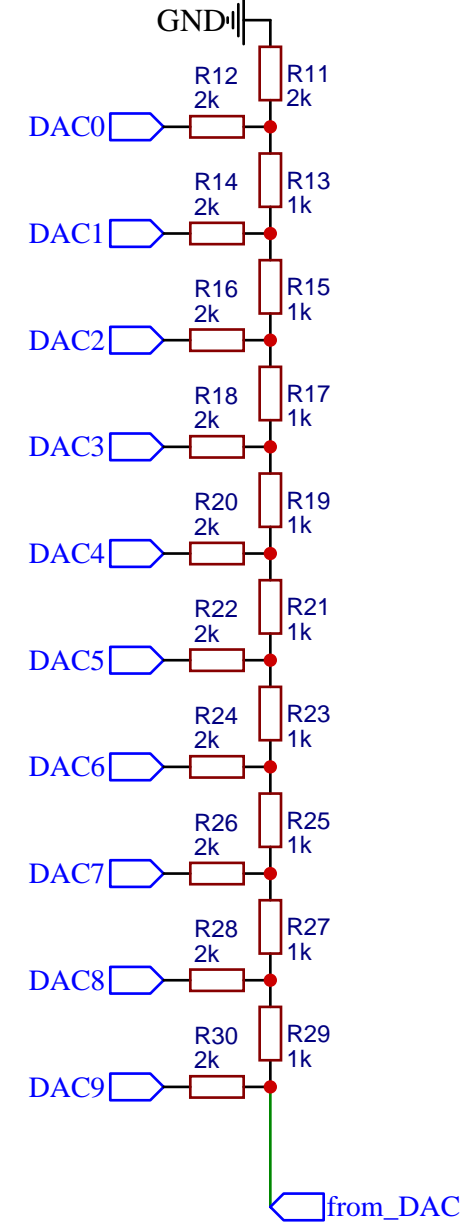 GND
R12
2k
R11
2k
DAC0
R14
2k
R13
1k
DAC1
R16
2k
R15
1k
DAC2
R18
2k
R17
1k
DAC3
R20
2k
R19
1k
DAC4
R22
2k
R21
1k
DAC5
R24
2k
R23
1k
DAC6
R26
2k
R25
1k
DAC7
R28
2k
R27
1k
DAC8
R30
2k
R29
1k
DAC9
from_DAC